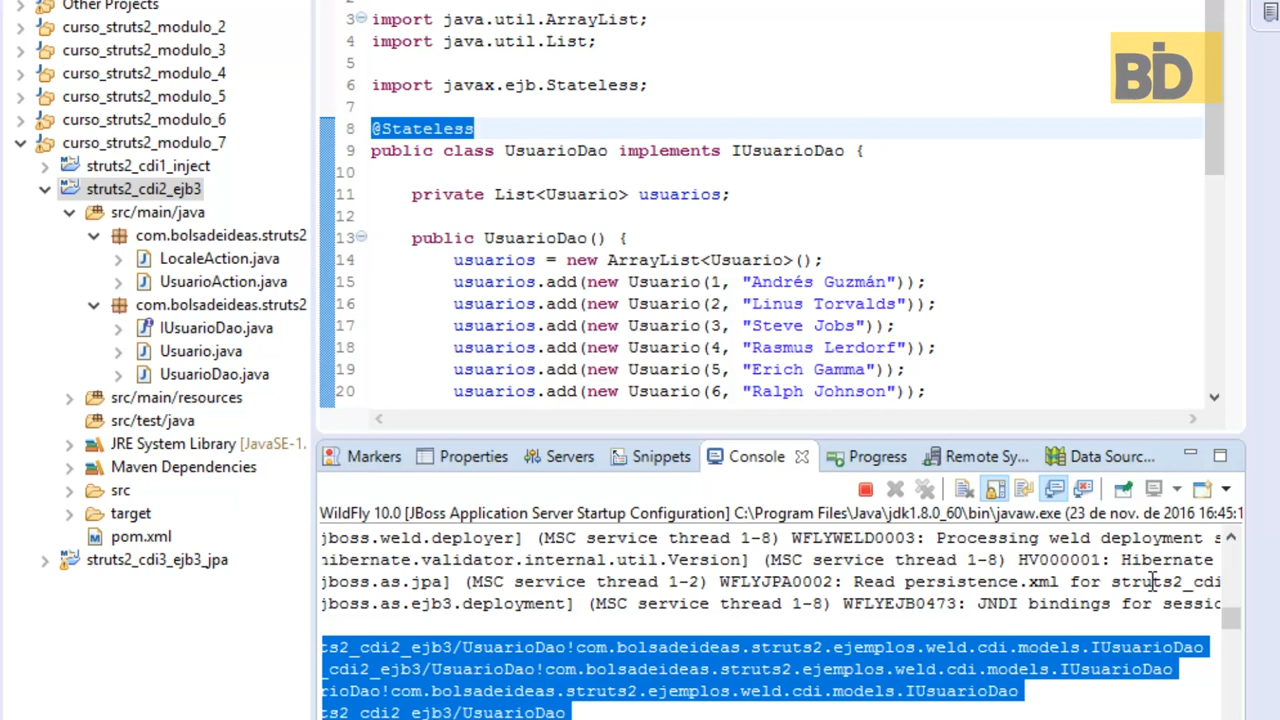 Other Projects
curso_struts2_modulo_2
curso_struts2_modulo_3
curso_struts2_modulo_4
curso_struts2_modulo_5
curso_struts2_modulo_6
curso_struts2_modulo_7
struts2_cdi1_inject
struts2_cdi2_ejb3
src/main/java
com.bolsadeideas.struts2
LocaleAction.java
UsuarioAction.java
com.bolsadeideas.struts2
IUsuarioDao.java
Usuario.java
UsuarioDao.java
src/main/resources
src/test/java
JRE System Library [JavaSE-1.
Maven Dependencies
src
target
pom.xml
struts2_cdi3_ejb3_jpa
3 import java.util.ArrayList;
4 import java.util.List;
5
6 import javax.ejb.Stateless;
7
8 @Stateless
9 public class UsuarioDao implements IUsuarioDao {
10
11 private List<Usuario> usuarios;
12
13 public UsuarioDao() {
14 usuarios = new ArrayList<Usuario>();
15 usuarios.add(new Usuario(1, "Andrés Guzmán"));
16 usuarios.add(new Usuario(2, "Linus Torvalds"));
17 usuarios.add(new Usuario(3, "Steve Jobs"));
18 usuarios.add(new Usuario(4, "Rasmus Lerdorf"));
19 usuarios.add(new Usuario(5, "Erich Gamma"));
20 usuarios.add(new Usuario(6, "Ralph Johnson"));
BD
Markers Properties Servers Snippets Console Progress Remote Sy... Data Sourc...
WildFly 10.0 [JBoss Application Server Startup Configuration] C:\Program Files\Java\jdk1.8.0_60\bin\javaw.exe (23 de nov. de 2016 16:45:1
jboss.weld.deployer] (MSC service thread 1-8) WFLYWELD0003: Processing weld deployment s
hibernate.validator.internal.util.Version] (MSC service thread 1-8) HV000001: Hibernate
jboss.as.jpa] (MSC service thread 1-2) WFLYJPA0002: Read persistence.xml for struts2_cdi
jboss.as.ejb3.deployment] (MSC service thread 1-8) WFLYEJB0473: JNDI bindings for sessio
ts2_cdi2_ejb3/UsuarioDao!com.bolsadeideas.struts2.ejemplos.weld.cdi.models.IUsuarioDao
_cdi2_ejb3/UsuarioDao!com.bolsadeideas.struts2.ejemplos.weld.cdi.models.IUsuarioDao
rioDao!com.bolsadeideas.struts2.ejemplos.weld.cdi.models.IUsuarioDao
ts2_cdi2_ejb3/UsuarioDao